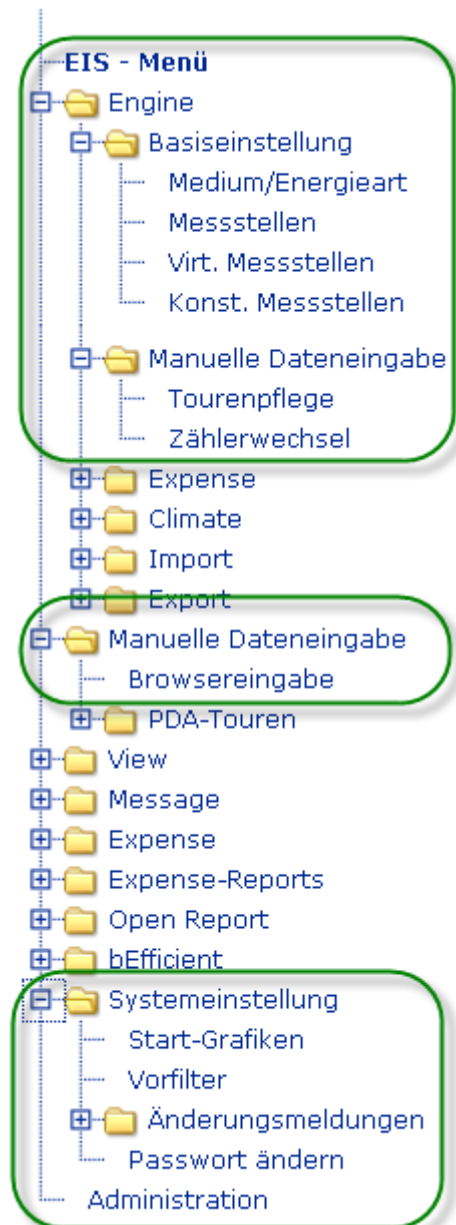 EIS - Menü
Engine
Basiseinstellung
Medium/Energieart
Messstellen
Virt. Messstellen
Konst. Messstellen
Manuelle Dateneingabe
Tourenpflege
Zählerwechsel
Expense
Climate
Import
Export
Manuelle Dateneingabe
Browsereingabe
PDA-Touren
View
Message
Expense
Expense-Reports
Open Report
bEfficient
Systemeinstellung
Start-Grafiken
Vorfilter
Änderungsmeldungen
Passwort ändern
Administration